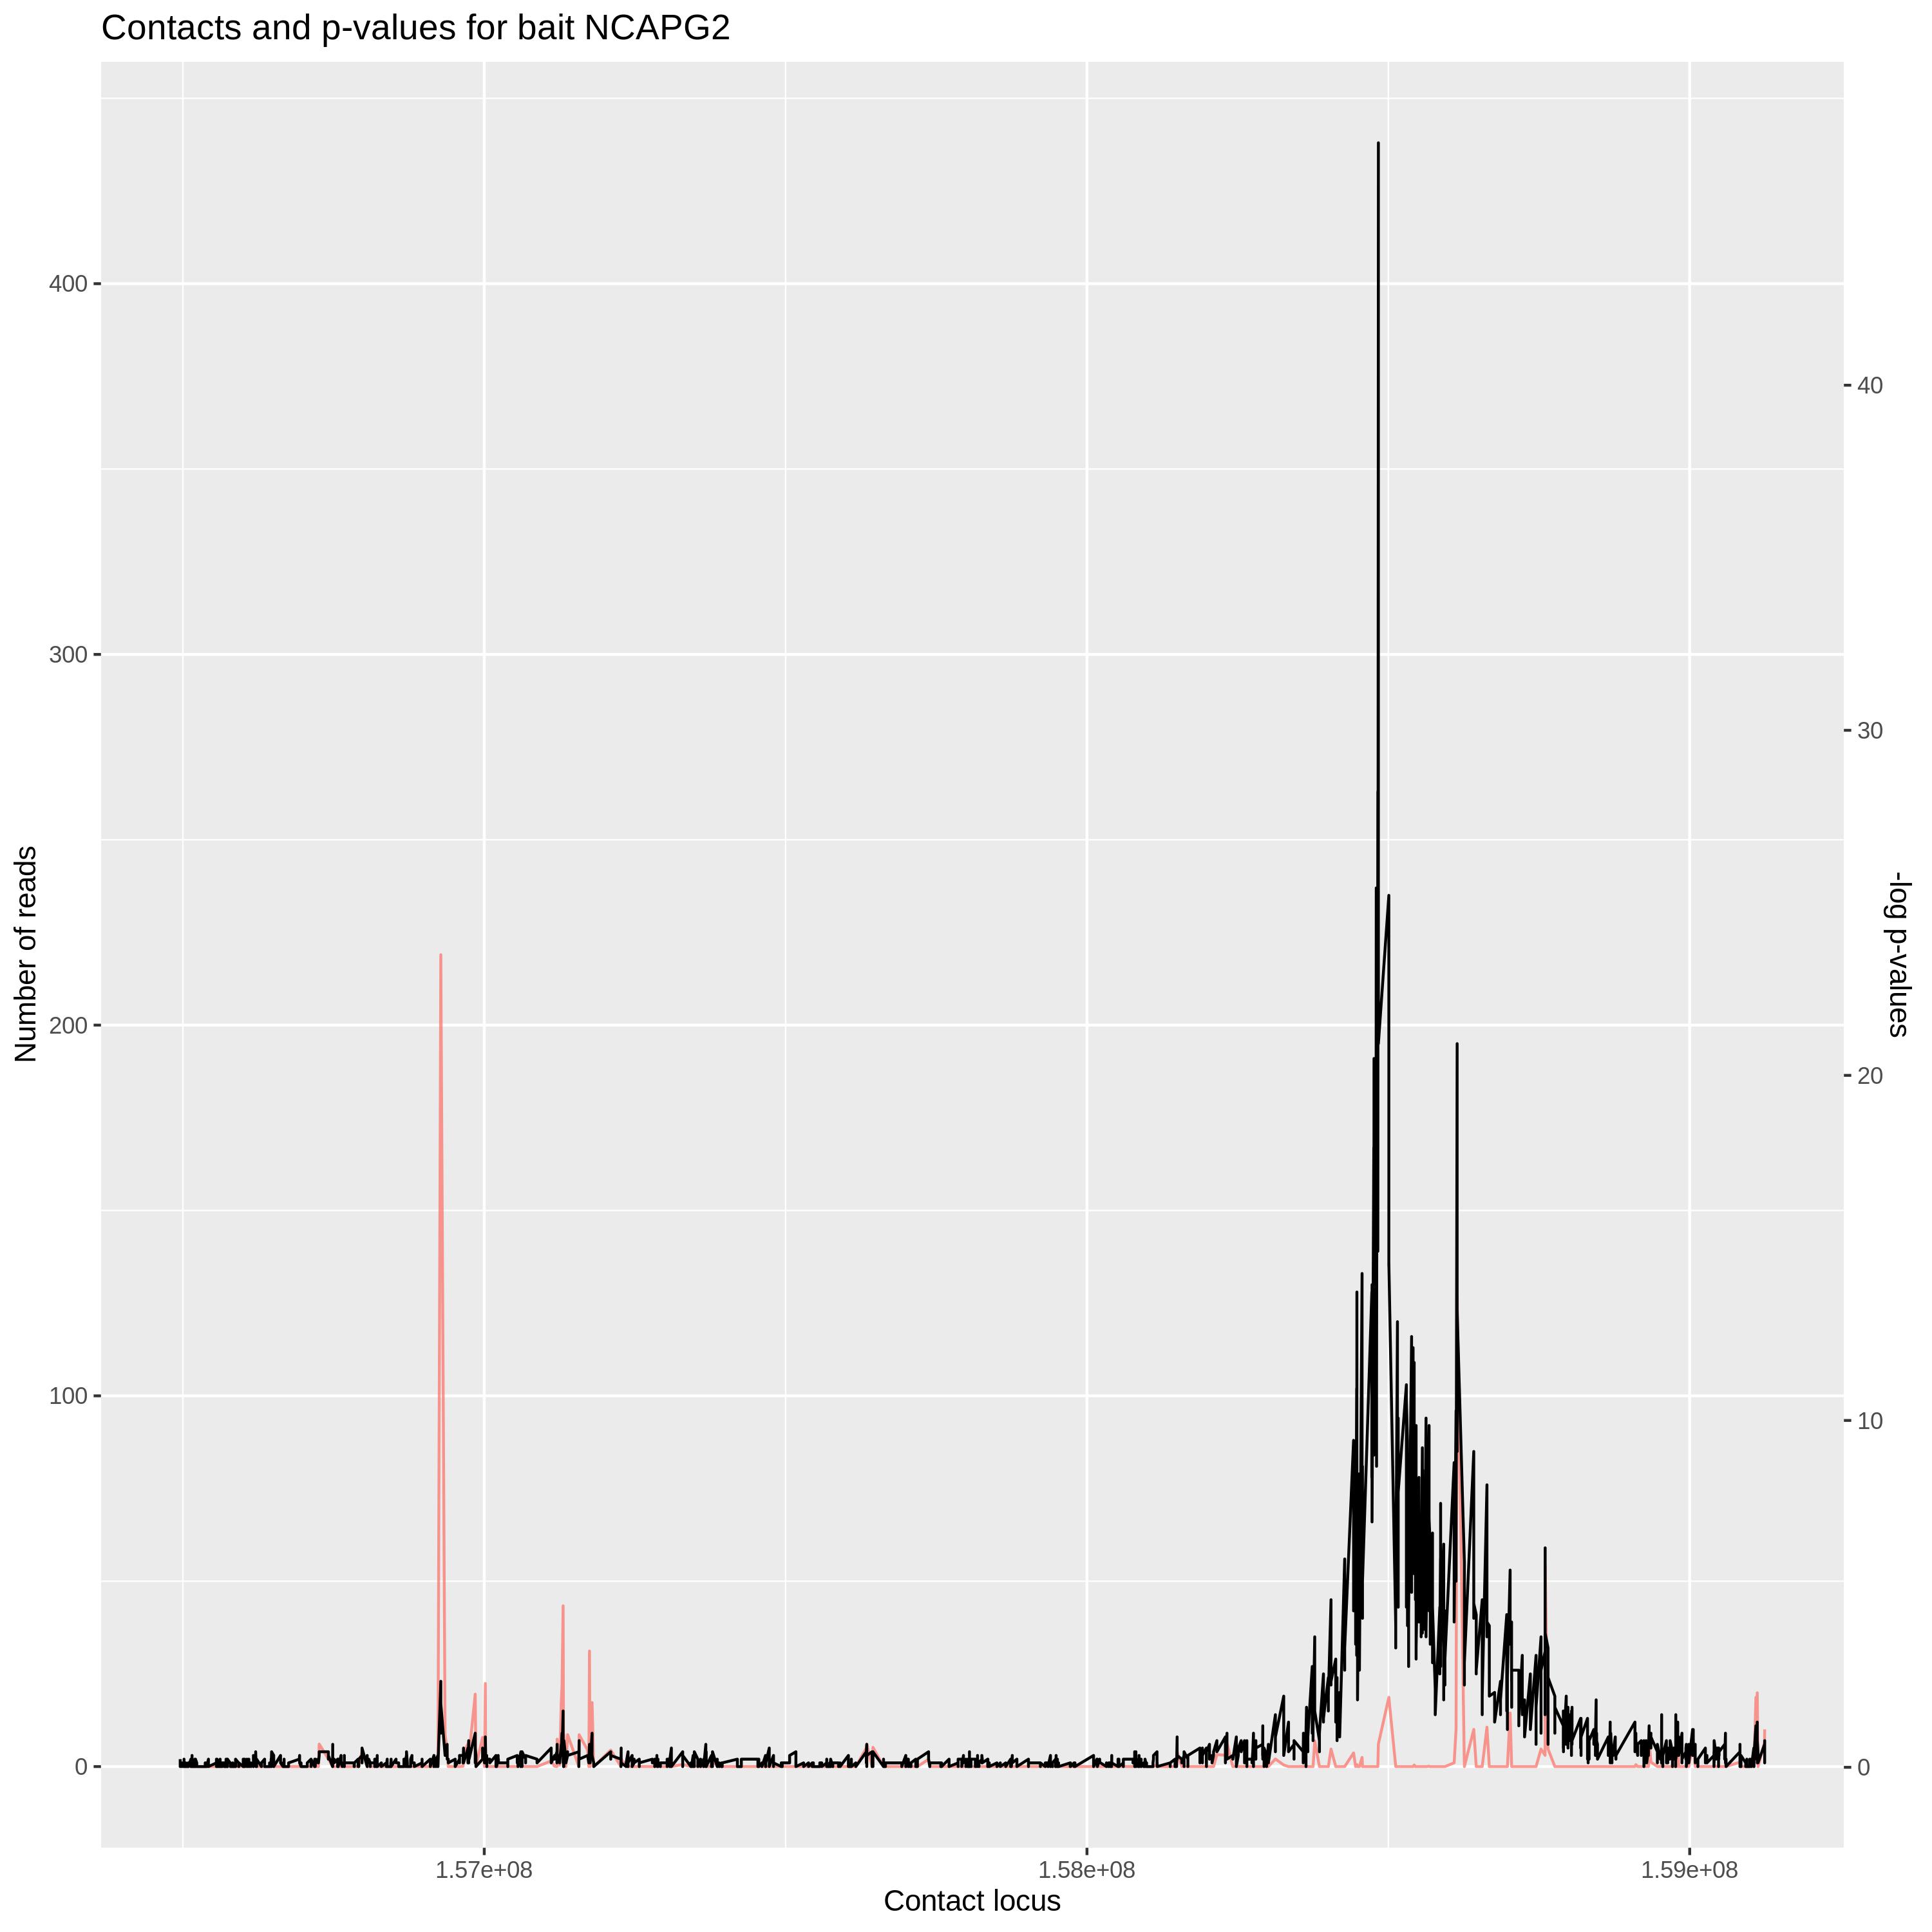 Contacts and p-values for bait NCAPG2
Number of reads
400
300
200
100
0
40
30
20
10
0
-log p-values
1.57e+08
1.58e+08
1.59e+08
Contact locus